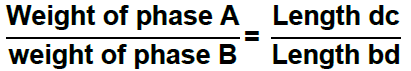 Weight of phase A = Length dc
weight of phase B Length bd